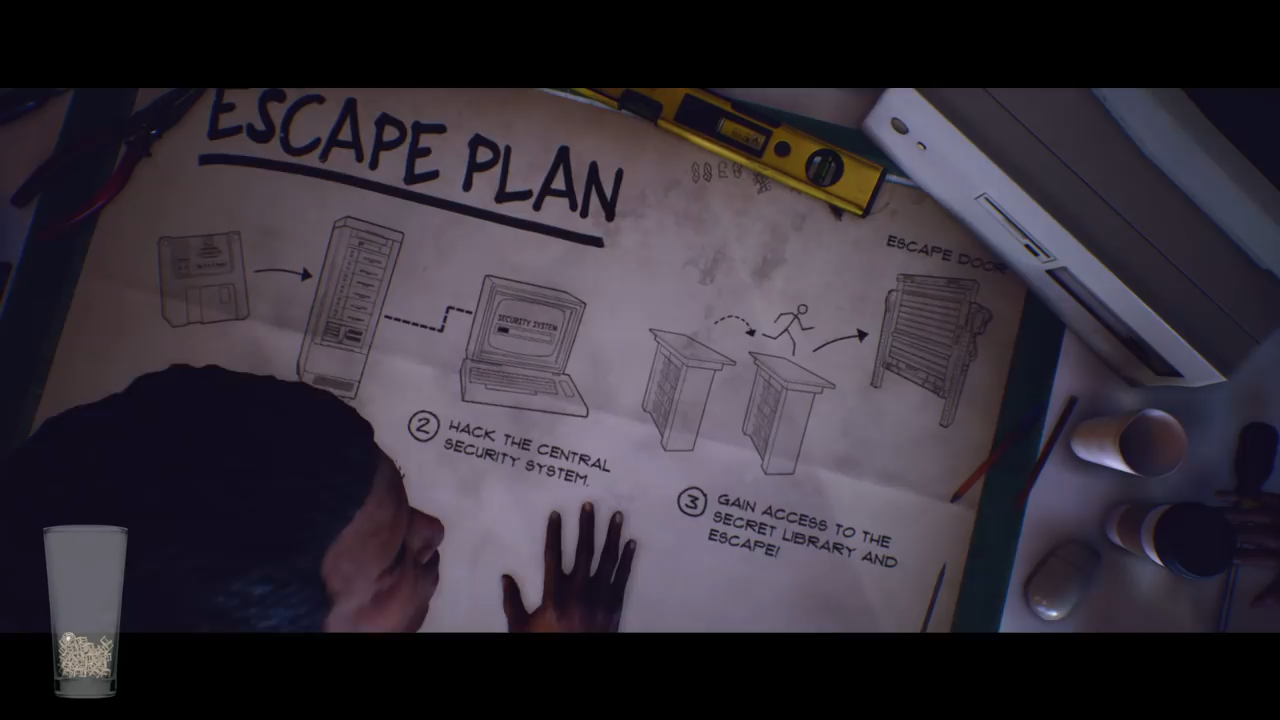 ESCAPE PLAN
ESCAPE DOOR
SECURITY SYSTEM
2 HACK THE CENTRAL
SECURITY SYSTEM.
3 GAIN ACCESS TO THE
SECRET LIBRARY AND
ESCAPE!